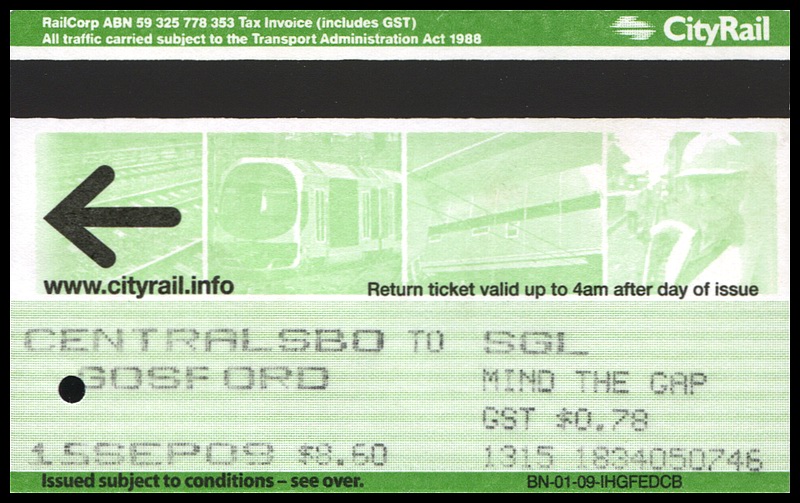 RailCorp ABN 59 325 778 353 Tax Invoice (includes GST)
All traffic carried subject to the Transport Administration Act 1988
CityRail
www.cityrail.info
Return ticket valid up to 4am after day of issue
CENTRALSBO TO SGL
GOSFORD MIND THE GAP
GST $0.78
15SEP09 $8.60 1315 1834050746
Issued subject to conditions – see over.
BN-01-09-IHGFEDCB